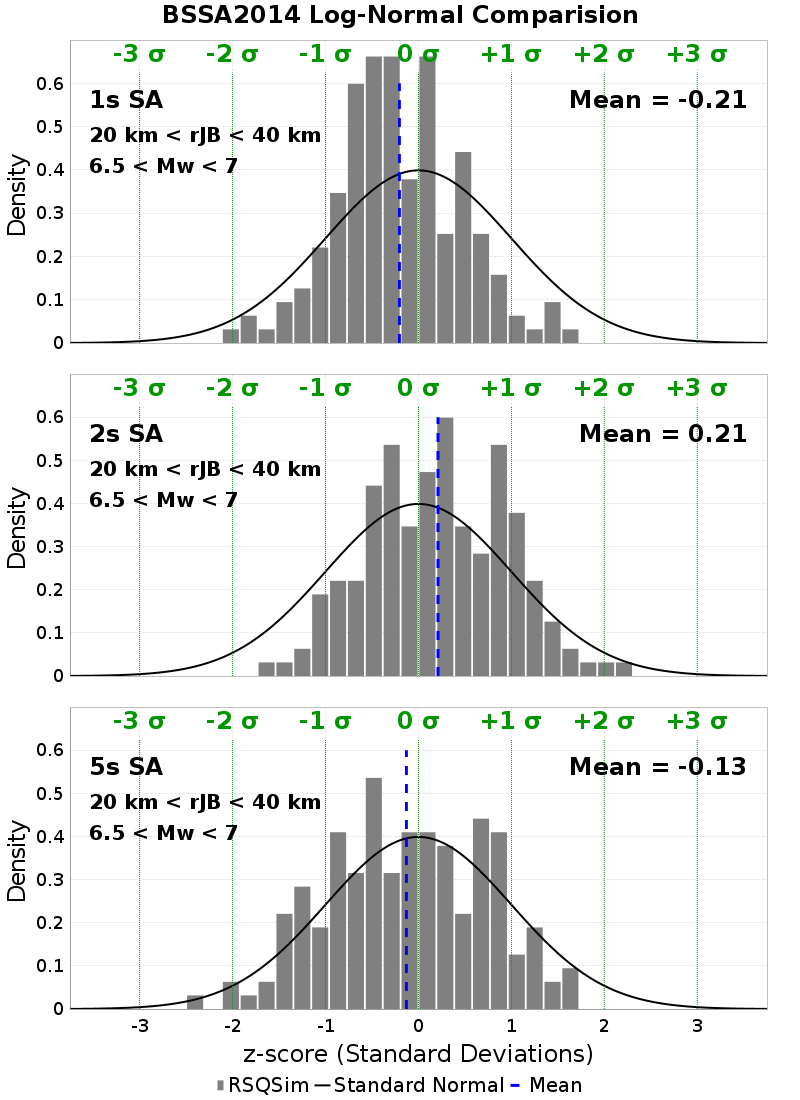 BSSA2014 Log-Normal Comparision
-3 σ -2 σ -1 σ 0 σ +1 σ +2 σ +3 σ
0.6
1s SA Mean = -0.21
0.5
20 km < rJB < 40 km
6.5 < Mw < 7
0.4
0.3
0.2
0.1
0
Density
-3 σ -2 σ -1 σ 0 σ +1 σ +2 σ +3 σ
0.6
2s SA Mean = 0.21
0.5
20 km < rJB < 40 km
6.5 < Mw < 7
0.4
0.3
0.2
0.1
0
Density
-3 σ -2 σ -1 σ 0 σ +1 σ +2 σ +3 σ
0.6
5s SA Mean = -0.13
0.5
20 km < rJB < 40 km
6.5 < Mw < 7
0.4
0.3
0.2
0.1
0
Density
-3 -2 -1 0 1 2 3
z-score (Standard Deviations)
RSQSim Standard Normal Mean